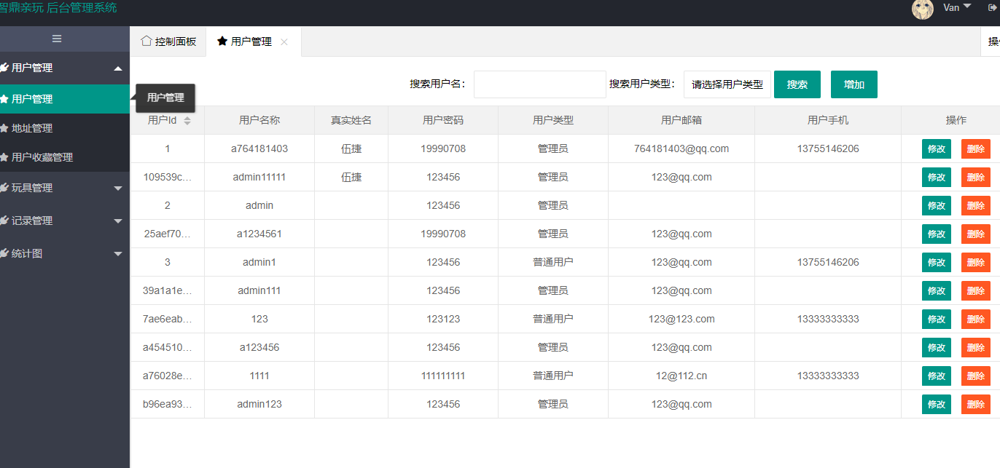 智鼎亲玩 后台管理系统
Van
控制面板
用户管理
用户管理
用户管理
地址管理
用户收藏管理
玩具管理
记录管理
统计图
用户管理
搜索用户名： 搜索用户类型： 请选择用户类型 搜索 增加
用户Id 用户名称 真实姓名 用户密码 用户类型 用户邮箱 用户手机 操作
1 a764181403 伍捷 19990708 管理员 764181403@qq.com 13755146206 修改 删除
109539c... admin11111 伍捷 123456 管理员 123@qq.com 修改 删除
2 admin 123456 管理员 修改 删除
25aef70... a1234561 19990708 管理员 123@qq.com 修改 删除
3 admin1 123456 普通用户 123@qq.com 13755146206 修改 删除
39a1a1e... admin111 123456 管理员 123@qq.com 修改 删除
7ae6eab... 123 123123 普通用户 123@123.com 13333333333 修改 删除
a454510... a123456 123456 管理员 123@qq.com 修改 删除
a76028e... 1111 111111111 普通用户 12@112.cn 13333333333 修改 删除
b96ea93... admin123 123456 管理员 123@qq.com 修改 删除